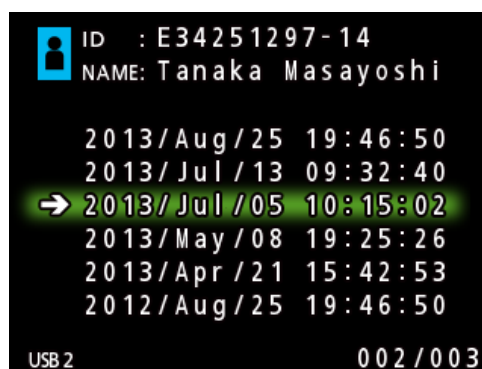 ID : E34251297-14
NAME: Tanaka Masayoshi
2013/Aug/25 19:46:50
2013/Jul/13 09:32:40
2013/Jul/05 10:15:02
2013/May/08 19:25:26
2013/Apr/21 15:42:53
2012/Aug/25 19:46:50
USB 2 002/003